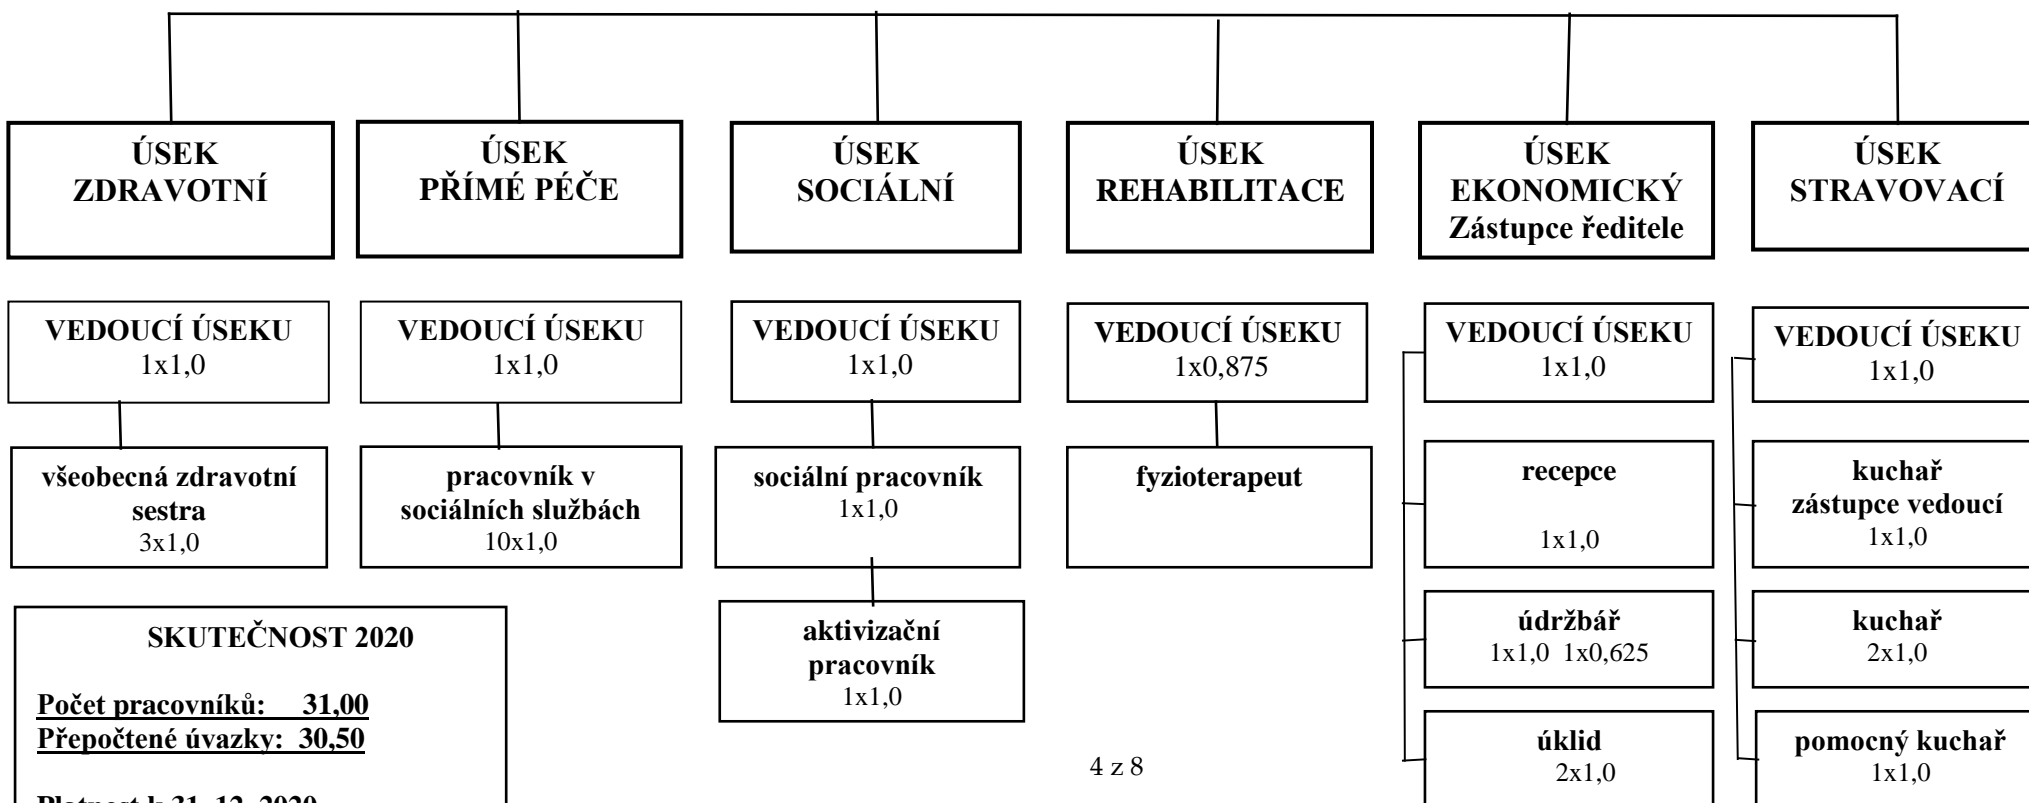 ÚSEK
ZDRAVOTNÍ
ÚSEK
PŘÍMÉ PÉČE
ÚSEK
SOCIÁLNÍ
ÚSEK
REHABILITACE
ÚSEK
EKONOMICKÝ
Zástupce ředitele
ÚSEK
STRAVOVACÍ
VEDOUCÍ ÚSEKU
1x1,0
VEDOUCÍ ÚSEKU
1x1,0
VEDOUCÍ ÚSEKU
1x1,0
VEDOUCÍ ÚSEKU
1x0,875
VEDOUCÍ ÚSEKU
1x1,0
VEDOUCÍ ÚSEKU
1x1,0
všeobecná zdravotní
sestra
3x1,0
pracovník v
sociálních službách
10x1,0
sociální pracovník
1x1,0
fyzioterapeut
recepce
1x1,0
kuchař
zástupce vedoucí
1x1,0
aktivizační
pracovník
1x1,0
údržbář
1x1,0 1x0,625
kuchař
2x1,0
úklid
2x1,0
pomocný kuchař
1x1,0
SKUTEČNOST 2020
Počet pracovníků: 31,00
Přepočtené úvazky: 30,50
Platnost k 31. 12. 2020
4 z 8